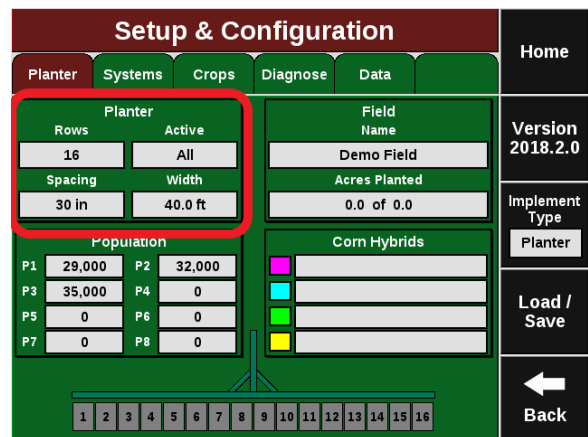 Setup & Configuration
Home
Planter Systems Crops Diagnose Data
Planter
Rows Active
16 All
Spacing Width
30 in 40.0 ft
Field
Name
Demo Field
Acres Planted
0.0 of 0.0
Version
2018.2.0
Implement
Type
Planter
Population
P1 29,000 P2 32,000
P3 35,000 P4 0
P5 0 P6 0
P7 0 P8 0
Corn Hybrids
Load /
Save
1 2 3 4 5 6 7 8 9 10 11 12 13 14 15 16
Back